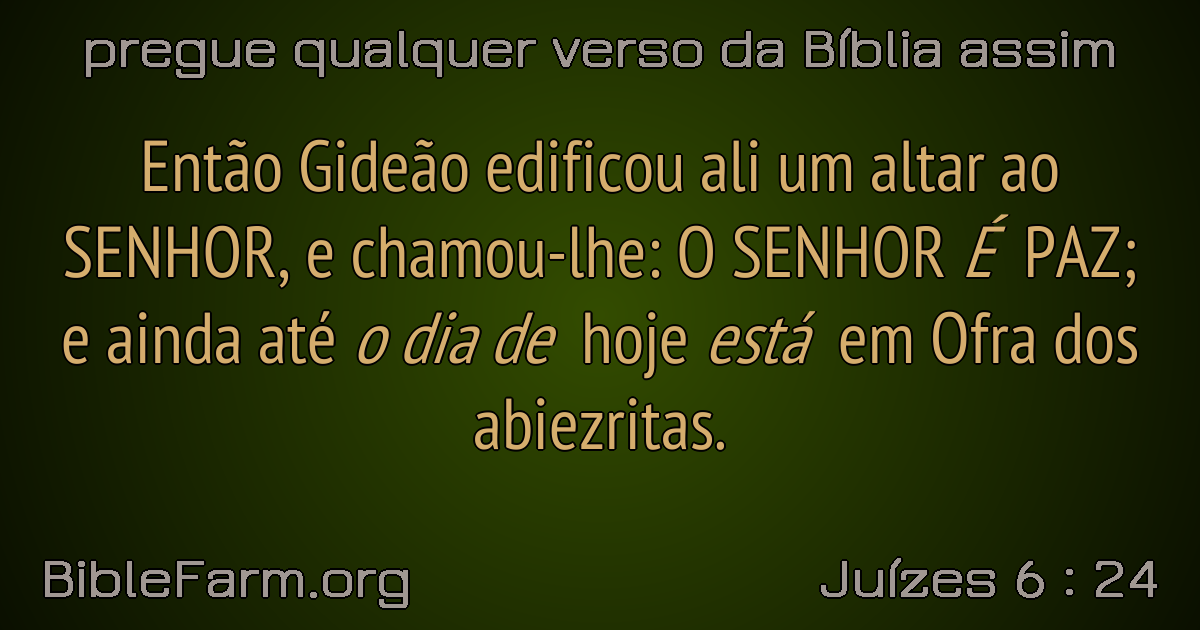 pregue qualquer verso da Bíblia assim
Então Gideão edificou ali um altar ao
SENHOR, e chamou-lhe: O SENHOR É PAZ;
e ainda até o dia de hoje está em Ofra dos
abiezritas.
BibleFarm.org
Juízes 6 : 24